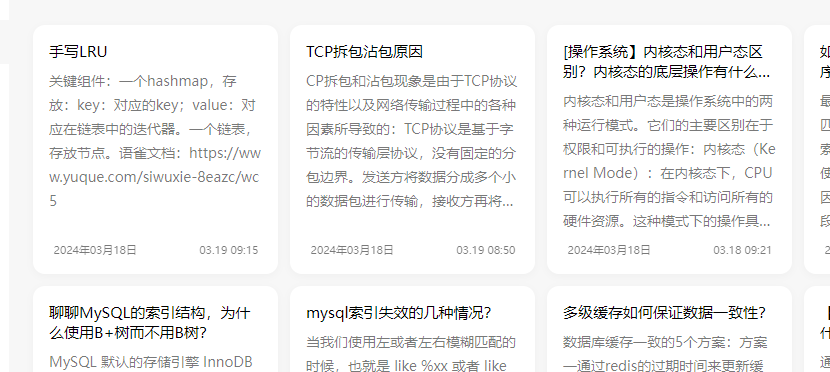 手写LRU
关键组件：一个hashmap，存
放：key：对应的key；value：对
应在链表中的迭代器。一个链表，
存放节点。语雀文档：https://ww
w.yuque.com/siwuxie-8eazc/wc
5
2024年03月18日
03.19 09:15
TCP拆包沾包原因
CP拆包和沾包现象是由于TCP协议
的特性以及网络传输过程中的各种
因素所导致的：TCP协议是基于字
节流的传输层协议，没有固定的分
包边界。发送方将数据分成多个小
的数据包进行传输，接收方再将...
2024年03月18日
03.19 08:50
[操作系统】内核态和用户态区
别？内核态的底层操作有什么...
内核态和用户态是操作系统中的两
种运行模式。它们的主要区别在于
权限和可执行的操作：内核态（Ke
rnel Mode）：在内核态下，CPU
可以执行所有的指令和访问所有的
硬件资源。这种模式下的操作具...
2024年03月18日
03.18 09:21
聊聊MySQL的索引结构，为什
么使用B+树而不用B树？
MySQL 默认的存储引擎 InnoDB
mysql索引失效的几种情况？
当我们使用左或者左右模糊匹配的
时候，也就是 like %xx 或者 like
多级缓存如何保证数据一致性？
数据库缓存一致的5个方案：方案
一通过redis的过期时间来更新缓